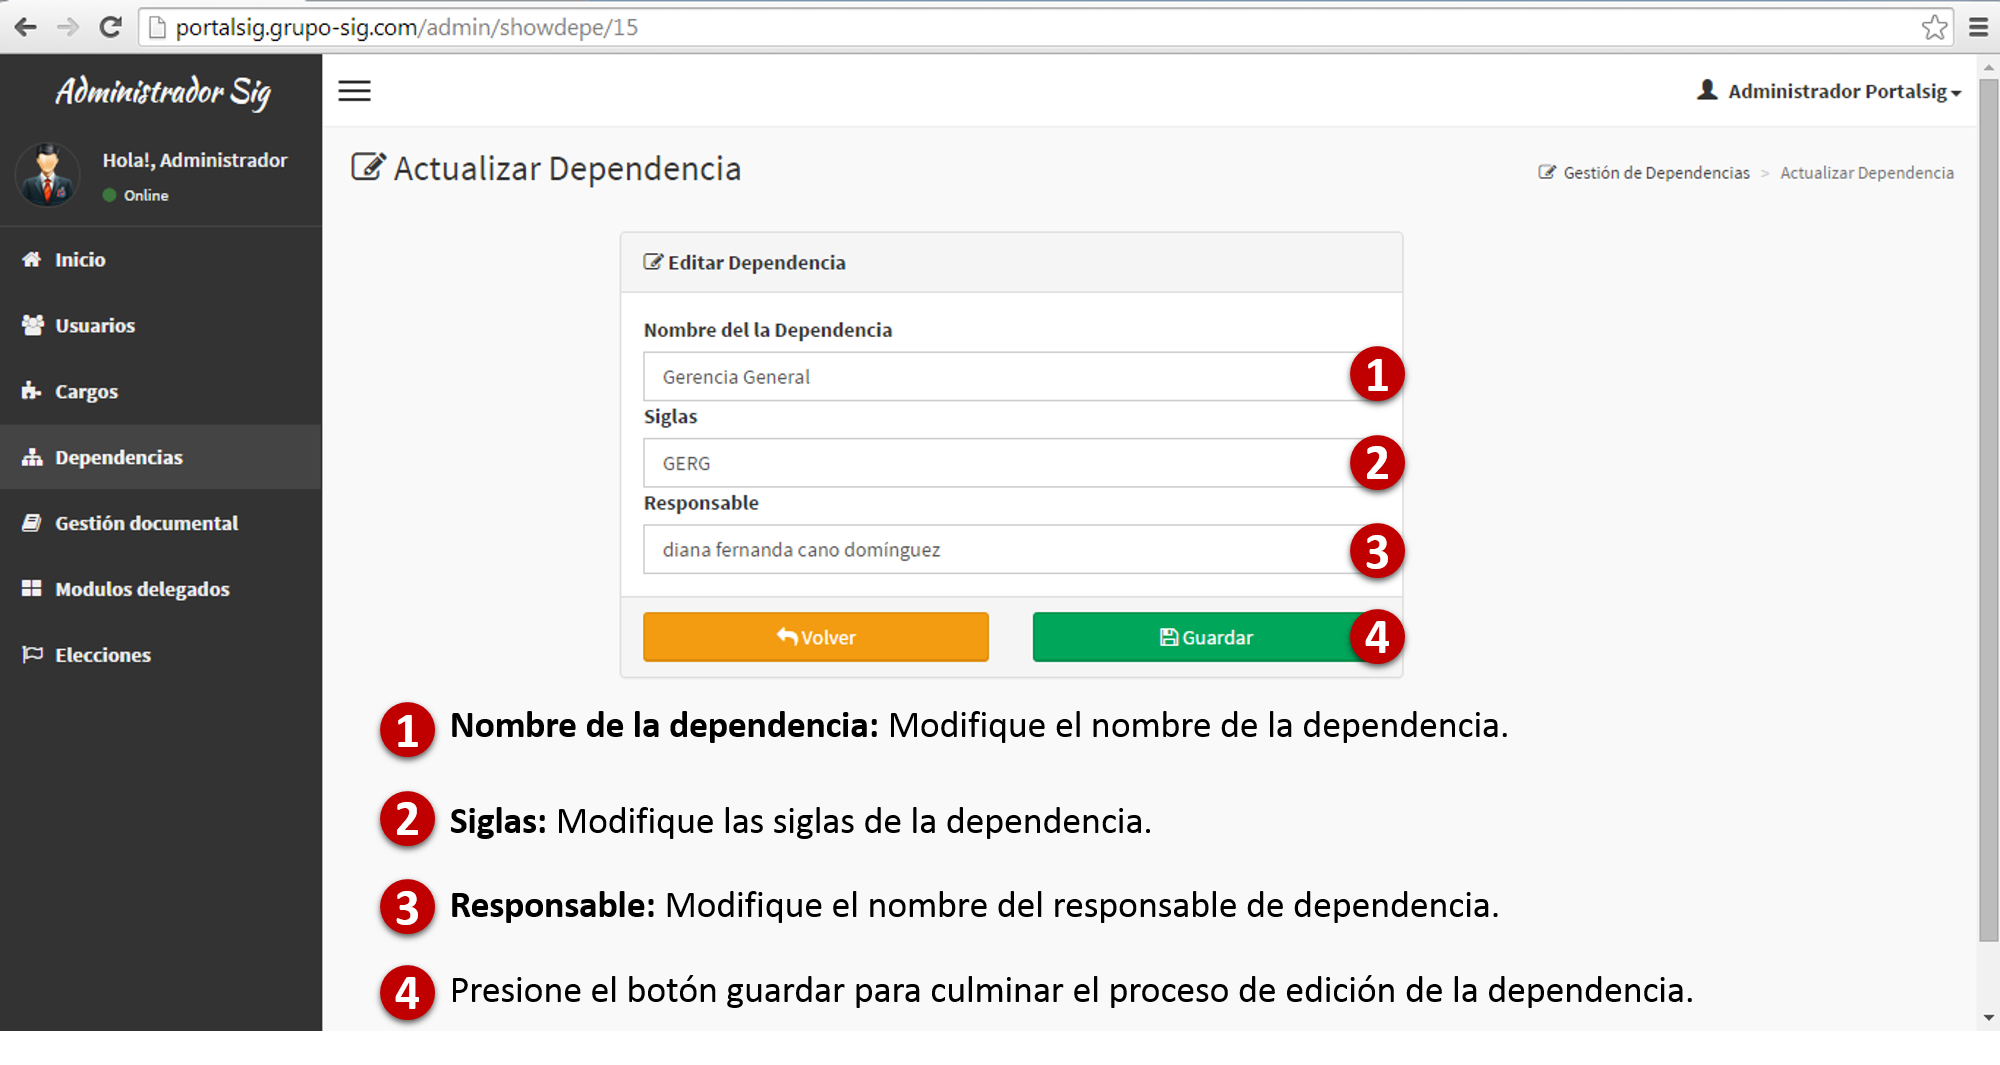 portalsig.grupo-sig.com/admin/showdepe/15
Administrador Sig
Administrador Portalsig
Hola!, Administrador
Online
Actualizar Dependencia
Gestión de Dependencias > Actualizar Dependencia
Inicio
Usuarios
Cargos
Dependencias
Gestión documental
Modulos delegados
Elecciones
Editar Dependencia
Nombre del la Dependencia
Gerencia General 1
Siglas
GERG 2
Responsable
diana fernanda cano domínguez 3
Volver Guardar 4
1 Nombre de la dependencia: Modifique el nombre de la dependencia.
2 Siglas: Modifique las siglas de la dependencia.
3 Responsable: Modifique el nombre del responsable de dependencia.
4 Presione el botón guardar para culminar el proceso de edición de la dependencia.